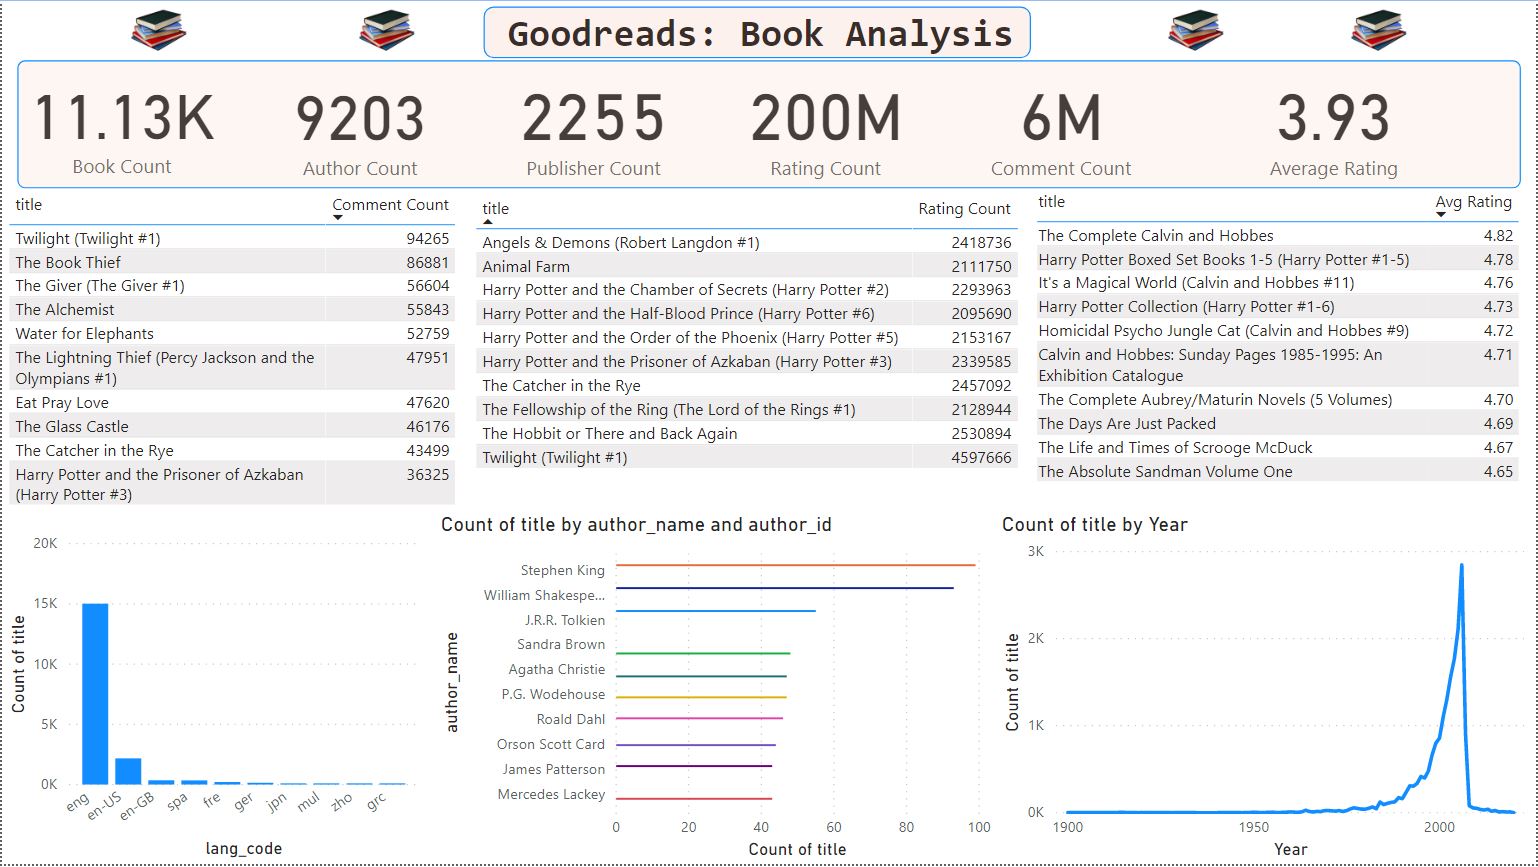 Goodreads: Book Analysis
11.13K
Book Count
9203
Author Count
2255
Publisher Count
200M
Rating Count
6M
Comment Count
3.93
Average Rating
title Comment Count
Twilight (Twilight #1) 94265
The Book Thief 86881
The Giver (The Giver #1) 56604
The Alchemist 55843
Water for Elephants 52759
The Lightning Thief (Percy Jackson and the 47951
Olympians #1)
Eat Pray Love 47620
The Glass Castle 46176
The Catcher in the Rye 43499
Harry Potter and the Prisoner of Azkaban 36325
(Harry Potter #3)
title Rating Count
Angels & Demons (Robert Langdon #1) 2418736
Animal Farm 2111750
Harry Potter and the Chamber of Secrets (Harry Potter #2) 2293963
Harry Potter and the Half-Blood Prince (Harry Potter #6) 2095690
Harry Potter and the Order of the Phoenix (Harry Potter #5) 2153167
Harry Potter and the Prisoner of Azkaban (Harry Potter #3) 2339585
The Catcher in the Rye 2457092
The Fellowship of the Ring (The Lord of the Rings #1) 2128944
The Hobbit or There and Back Again 2530894
Twilight (Twilight #1) 4597666
title Avg Rating
The Complete Calvin and Hobbes 4.82
Harry Potter Boxed Set Books 1-5 (Harry Potter #1-5) 4.78
It's a Magical World (Calvin and Hobbes #11) 4.76
Harry Potter Collection (Harry Potter #1-6) 4.73
Homicidal Psycho Jungle Cat (Calvin and Hobbes #9) 4.72
Calvin and Hobbes: Sunday Pages 1985-1995: An 4.71
Exhibition Catalogue
The Complete Aubrey/Maturin Novels (5 Volumes) 4.70
The Days Are Just Packed 4.69
The Life and Times of Scrooge McDuck 4.67
The Absolute Sandman Volume One 4.65
Count of title
20K
15K
10K
5K
0K
eng en-US en-GB spa fre ger jpn mul zho grc
lang_code
Count of title by author_name and author_id
author_name
Stephen King
William Shakespe...
J.R.R. Tolkien
Sandra Brown
Agatha Christie
P.G. Wodehouse
Roald Dahl
Orson Scott Card
James Patterson
Mercedes Lackey
0 20 40 60 80 100
Count of title
Count of title by Year
Count of title
3K
2K
1K
0K
1900 1950 2000
Year